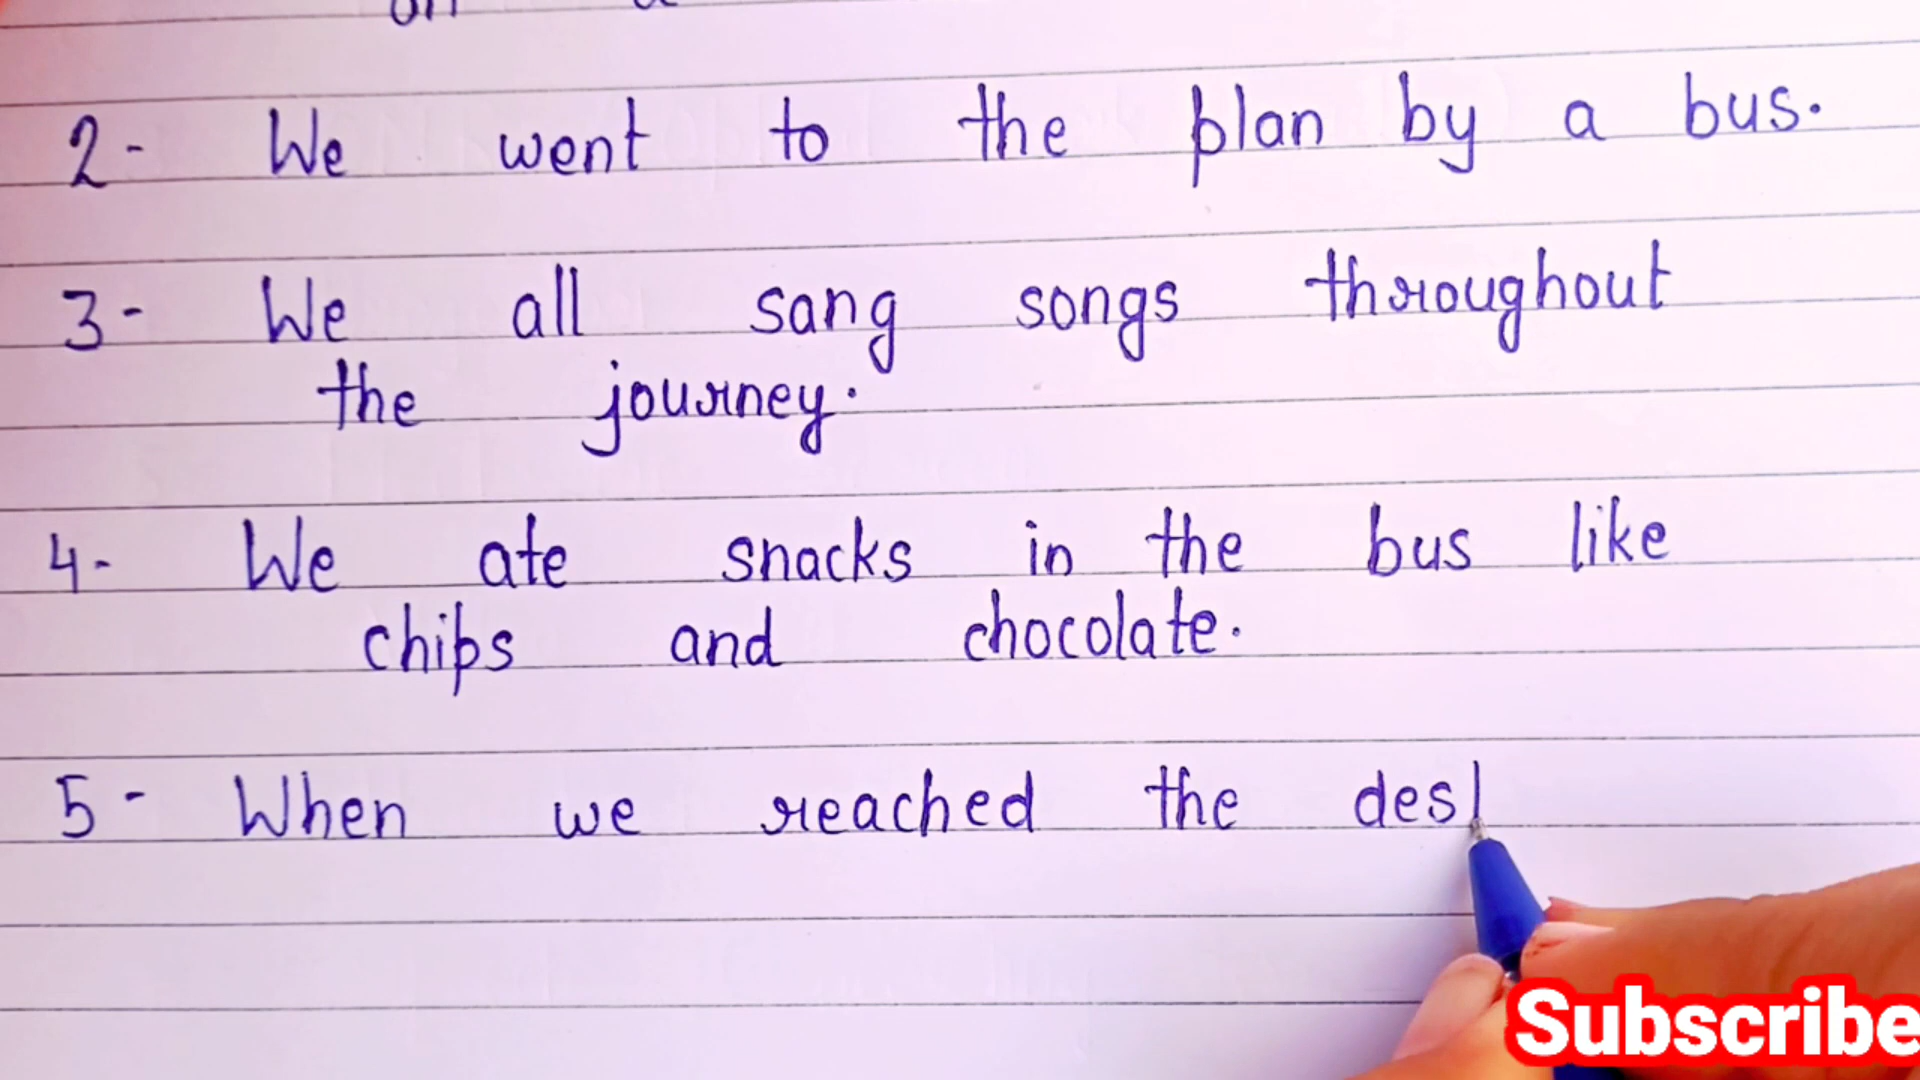 2- We went to the plan by a bus.
3- We all sang songs throughout
the journey.
4- We ate snacks in the bus like
chips and chocolate.
5- When we reached the des
Subscribe